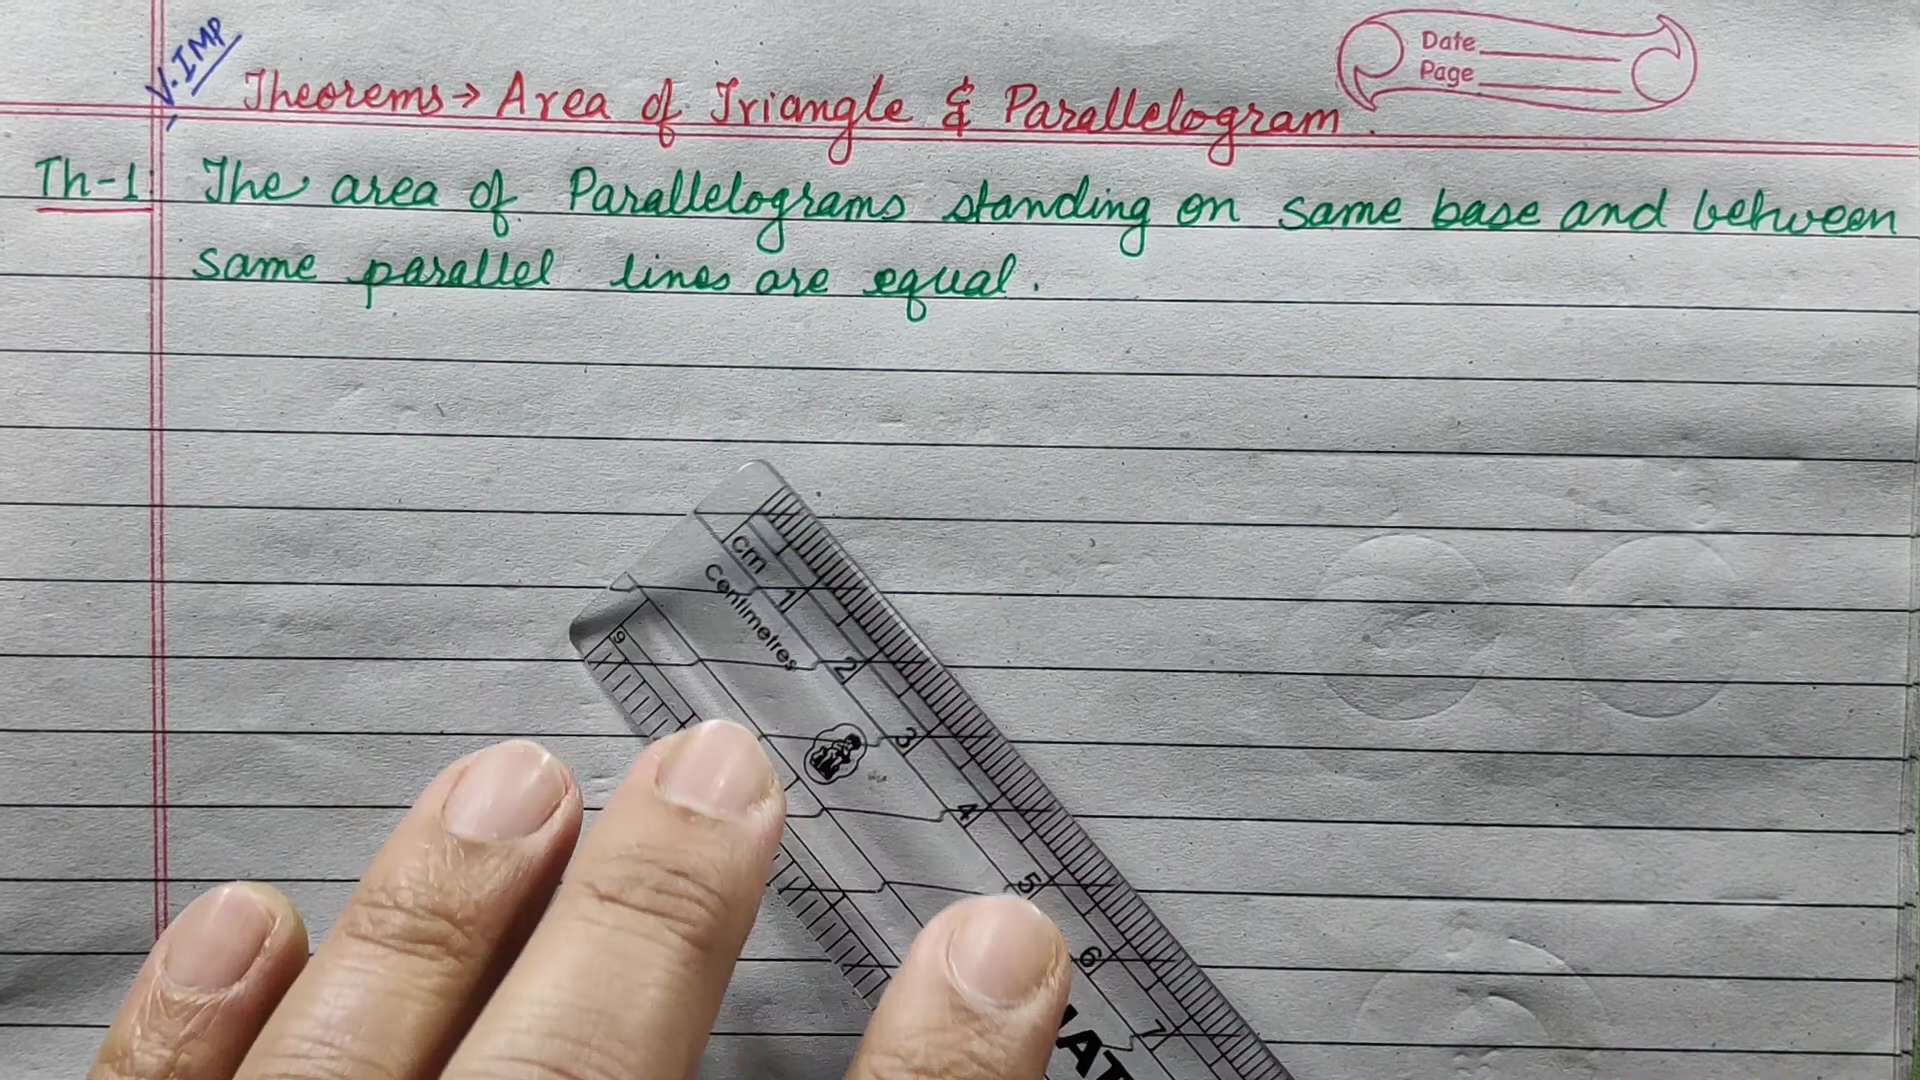 V.IMP
Theorems → Area of Triangle & Parallelogram.
Date
Page
Th-1 The area of Parallelograms standing on same base and between
same parallel lines are equal.
cm 1 2 3 4 5 6 7
Centimetres
9